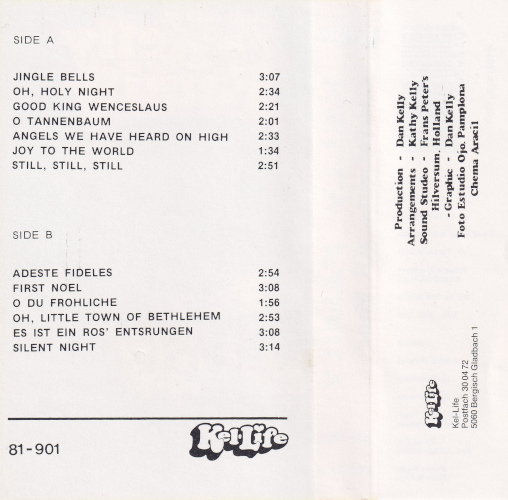 SIDE A
JINGLE BELLS 3:07
OH, HOLY NIGHT 2:34
GOOD KING WENCESLAUS 2:21
O TANNENBAUM 2:01
ANGELS WE HAVE HEARD ON HIGH 2:33
JOY TO THE WORLD 1:34
STILL, STILL, STILL 2:51
SIDE B
ADESTE FIDELES 2:54
FIRST NOEL 3:08
O DU FROHLICHE 1:56
OH, LITTLE TOWN OF BETHLEHEM 2:53
ES IST EIN ROS' ENTSRUNGEN 3:08
SILENT NIGHT 3:14
81-901
Kel-Life
Production - Dan Kelly
Arrangements - Kathy Kelly
Sound Studeo - Frans Peter's
Hilversum. Holland
- Graphic - Dan Kelly
Foto Estudio Ojo. Pamplona
Chema Aracil
Kel-Life
Kel-Life
Postfach 30 04 72
5060 Bergisch Gladbach 1